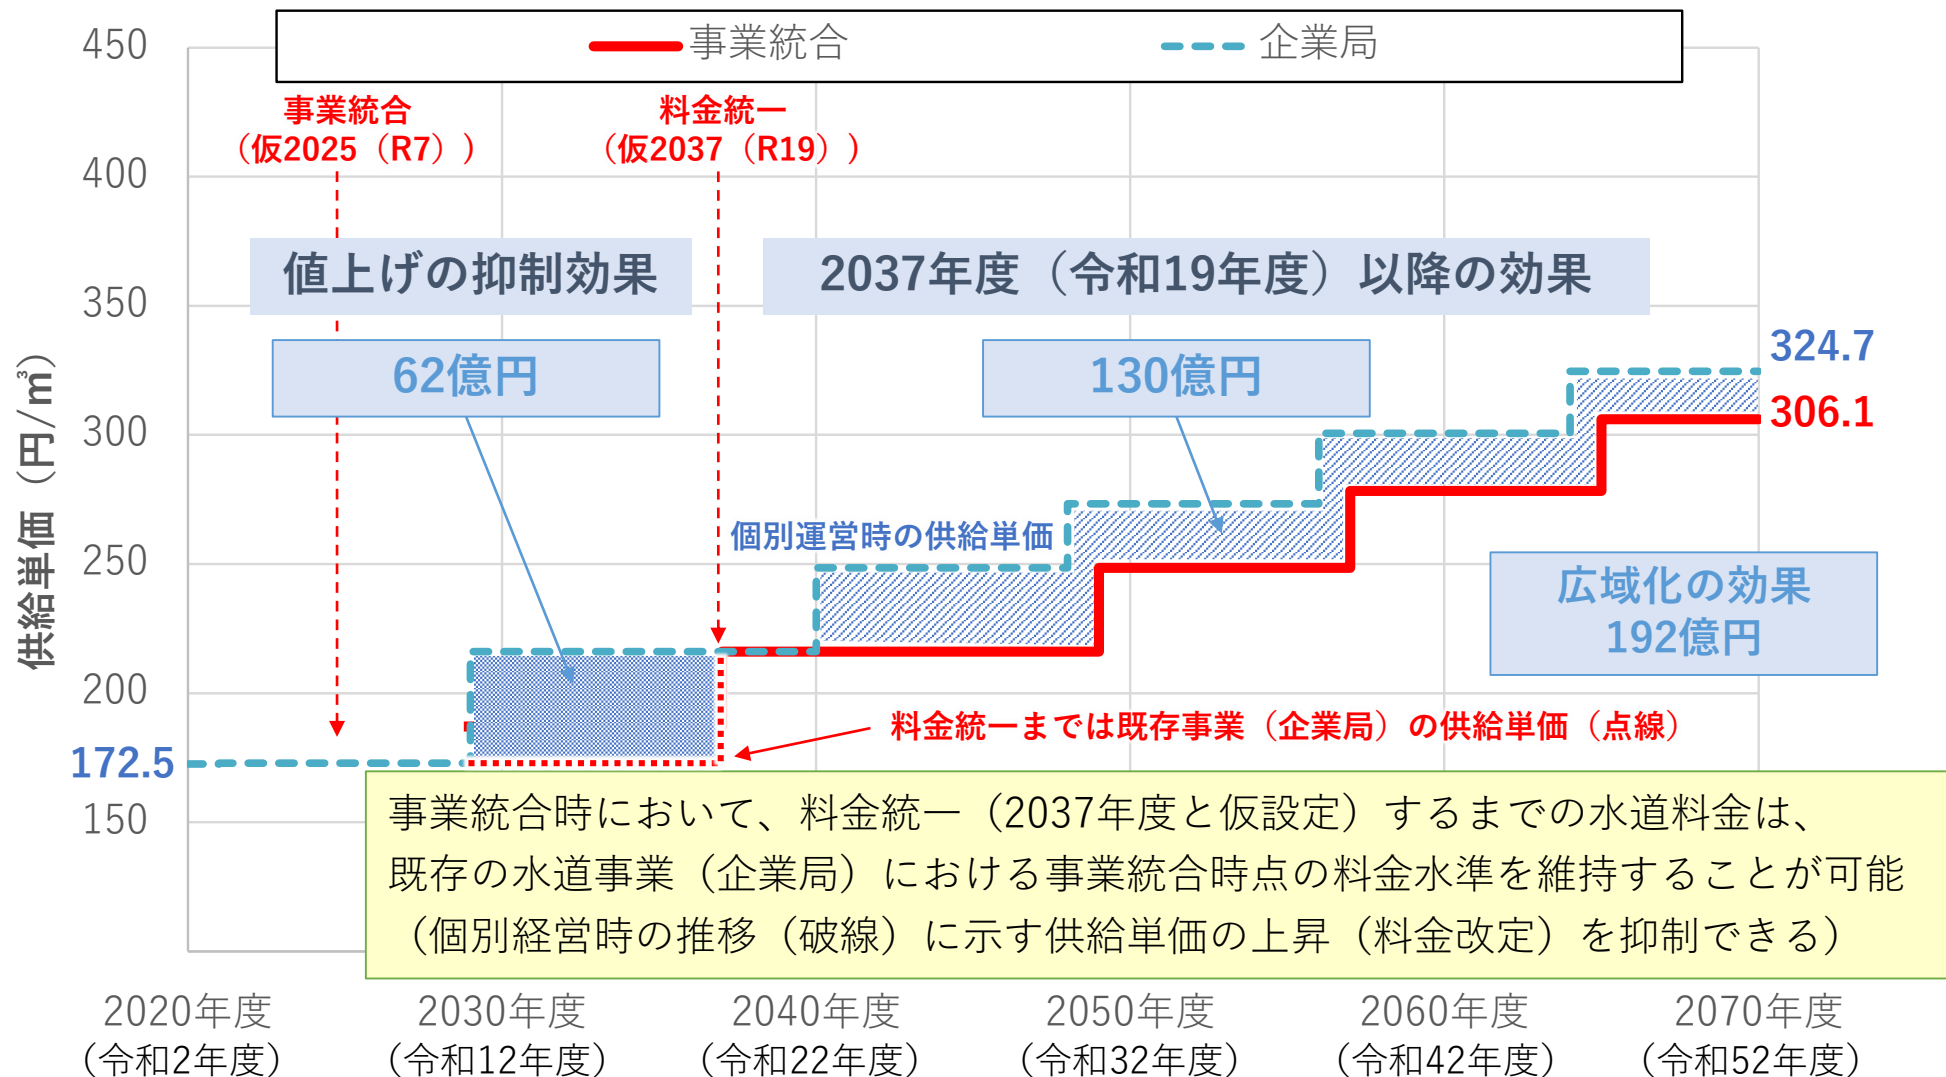 事業統合
企業局
450
400
350
300
250
200
150
供給単価（円/㎥）
事業統合
（仮2025（R7））
料金統一
（仮2037（R19））
値上げの抑制効果
2037年度（令和19年度）以降の効果
62億円
130億円
324.7
306.1
個別運営時の供給単価
広域化の効果
192億円
料金統一までは既存事業（企業局）の供給単価（点線）
172.5
事業統合時において、料金統一（2037年度と仮設定）するまでの水道料金は、
既存の水道事業（企業局）における事業統合時点の料金水準を維持することが可能
（個別経営時の推移（破線）に示す供給単価の上昇（料金改定）を抑制できる）
2020年度
（令和2年度）
2030年度
（令和12年度）
2040年度
（令和22年度）
2050年度
（令和32年度）
2060年度
（令和42年度）
2070年度
（令和52年度）